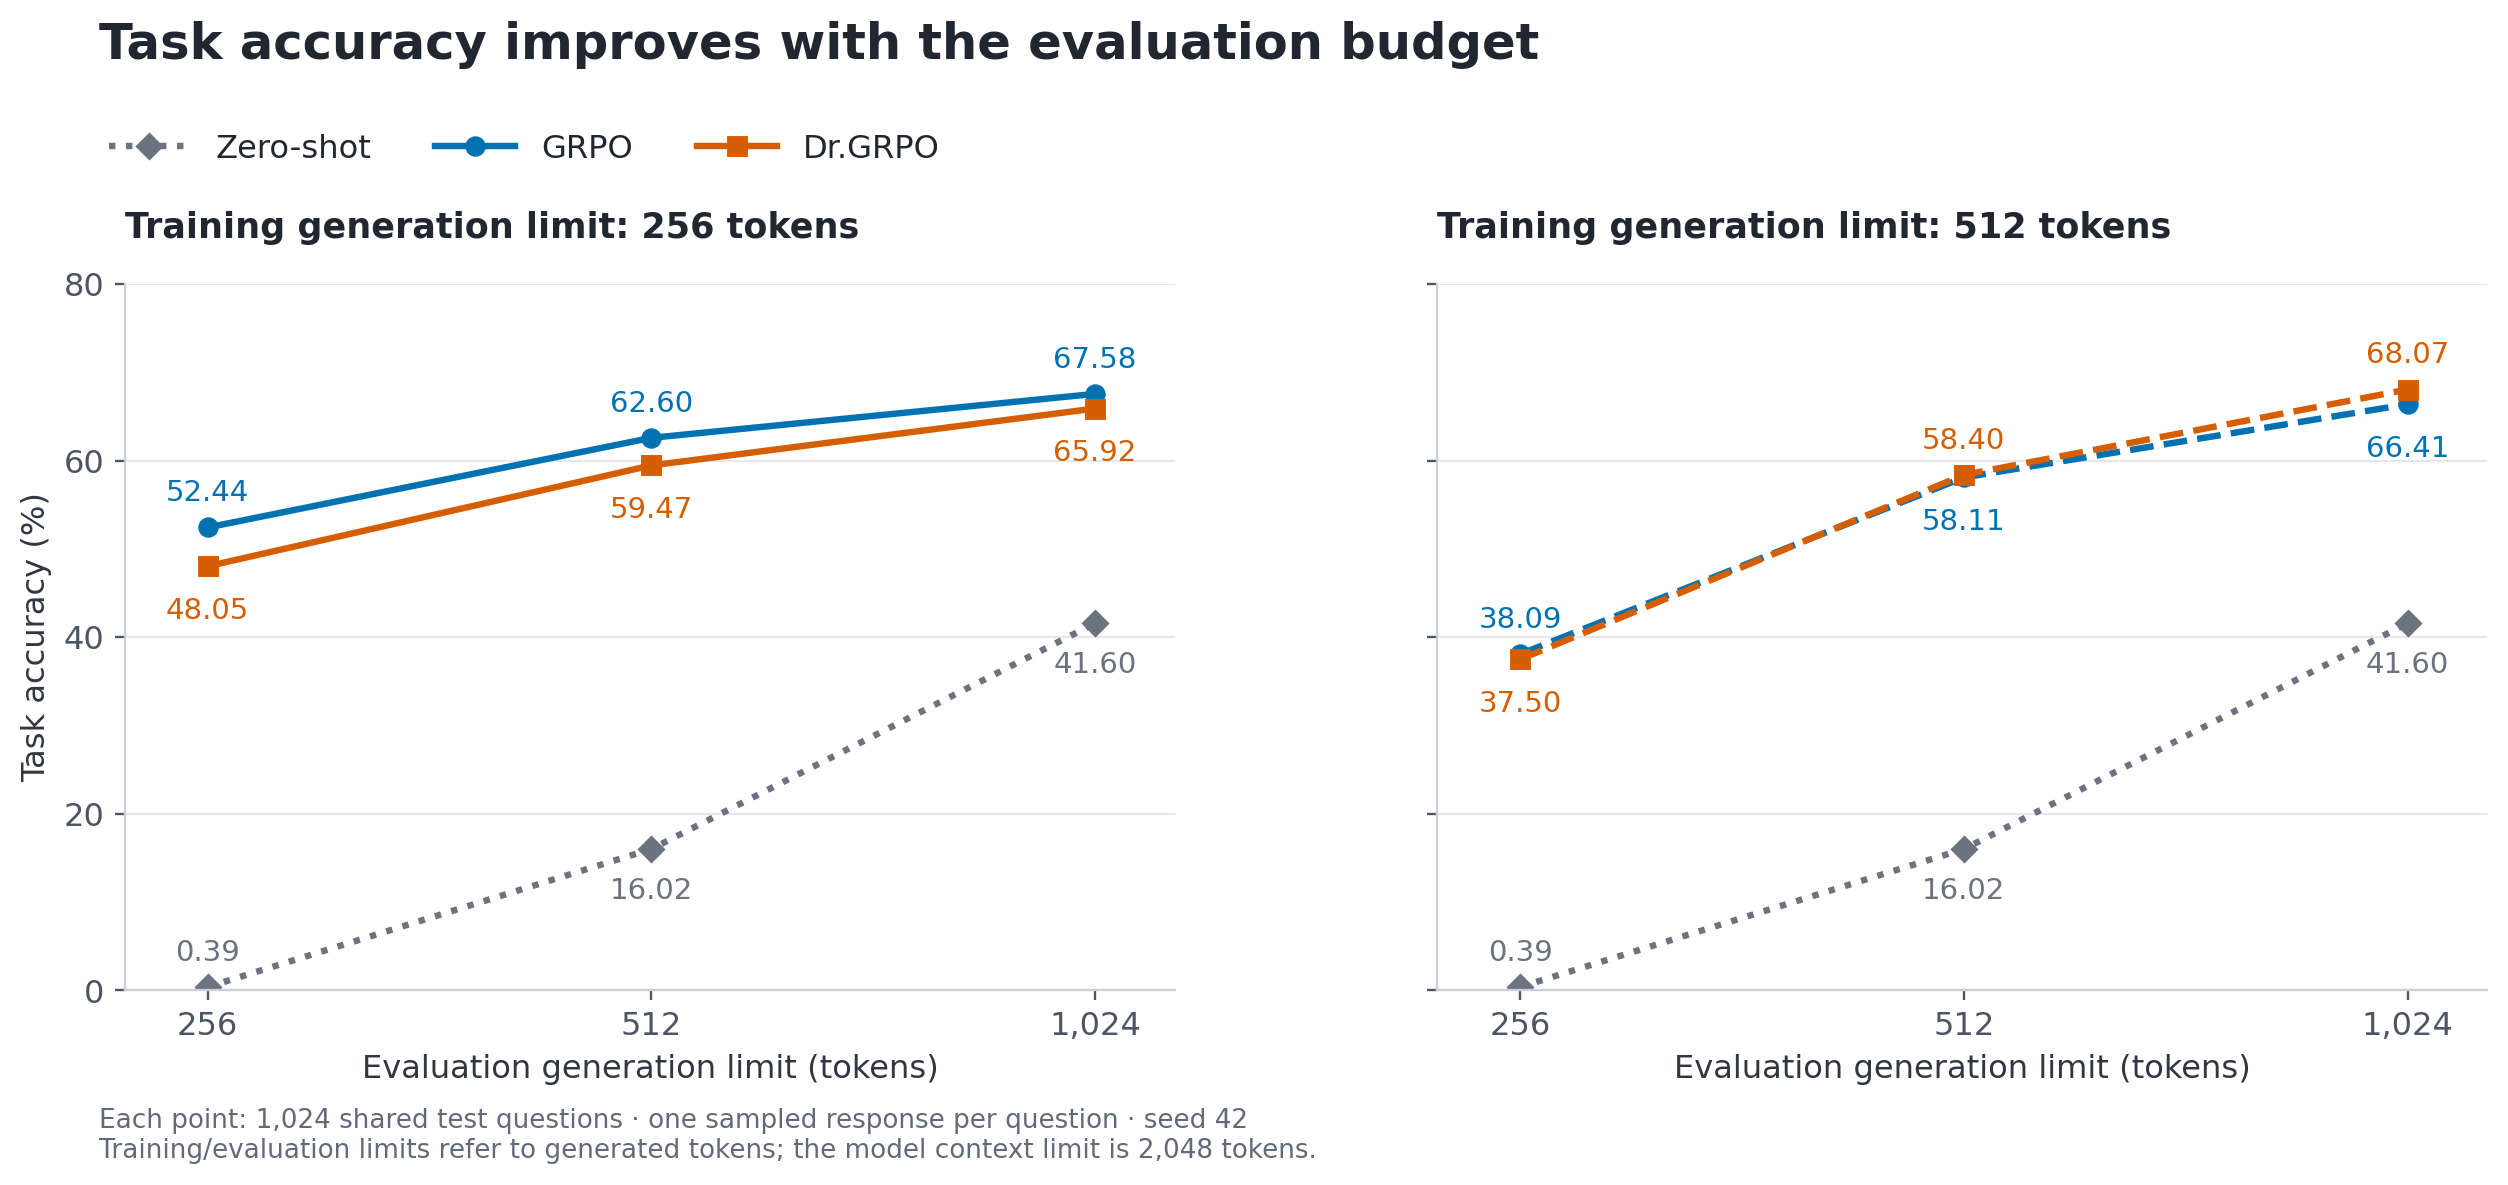 Task accuracy improves with the evaluation budget
Zero-shot GRPO Dr.GRPO
Training generation limit: 256 tokens
Task accuracy (%)
80
60
40
20
0
52.44
62.60
67.58
48.05
59.47
65.92
0.39
16.02
41.60
256 512 1,024
Evaluation generation limit (tokens)
Training generation limit: 512 tokens
38.09
58.11
66.41
37.50
58.40
68.07
0.39
16.02
41.60
256 512 1,024
Evaluation generation limit (tokens)
Each point: 1,024 shared test questions · one sampled response per question · seed 42
Training/evaluation limits refer to generated tokens; the model context limit is 2,048 tokens.